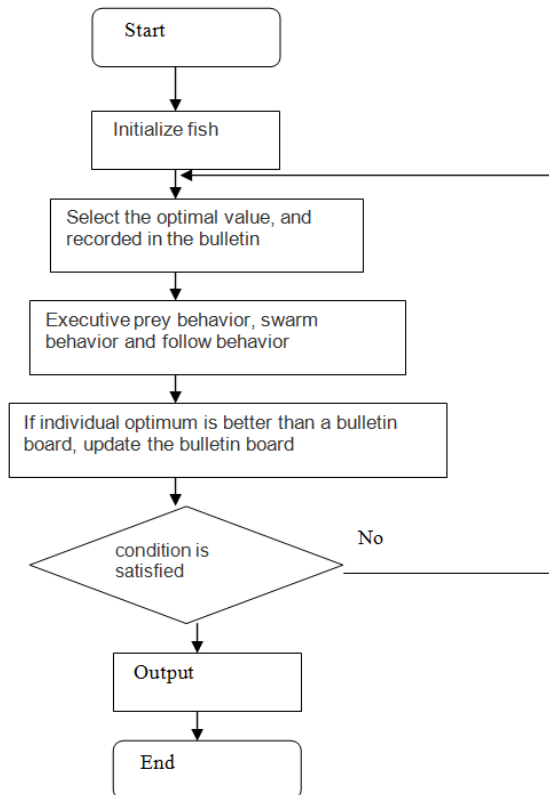 Start
Initialize fish
Select the optimal value, and
recorded in the bulletin
Executive prey behavior, swarm
behavior and follow behavior
If individual optimum is better than a bulletin
board, update the bulletin board
No
condition is
satisfied
Output
End